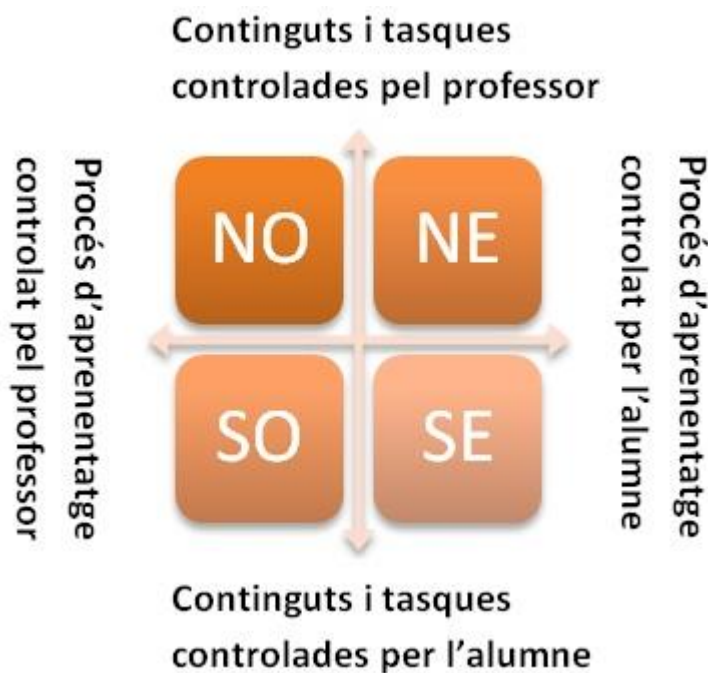 Continguts i tasques
controlades pel professor
Procés d'aprenentatge
controlat pel professor
NO
NE
SO
SE
Procés d'aprenentatge
controlat per l'alumne
Continguts i tasques
controlades per l'alumne